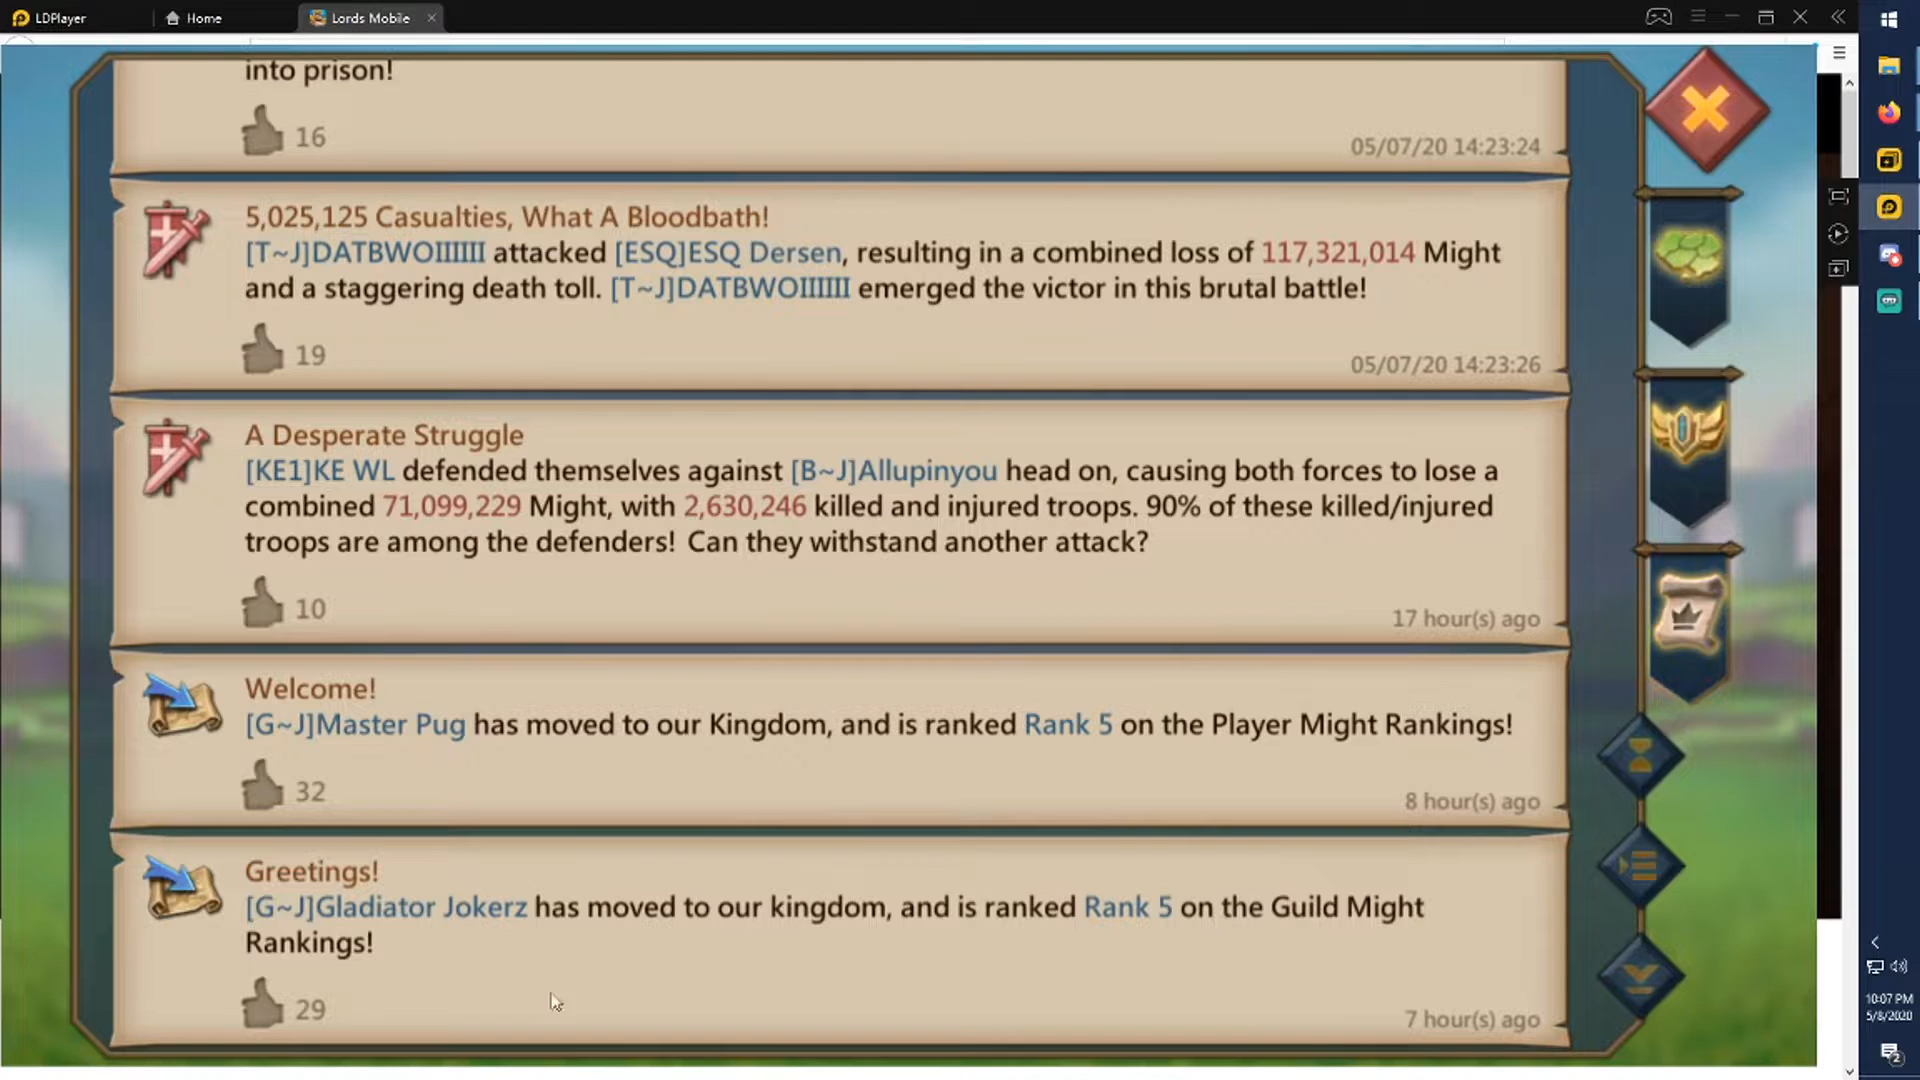 LDPlayer
Home
Lords Mobile
into prison!
16
05/07/20 14:23:24
5,025,125 Casualties, What A Bloodbath!
[T~J]DATBWOIIIIII attacked [ESQ]ESQ Dersen, resulting in a combined loss of 117,321,014 Might
and a staggering death toll. [T~J]DATBWOIIIIII emerged the victor in this brutal battle!
19
05/07/20 14:23:26
A Desperate Struggle
[KE1]KE WL defended themselves against [B~J]Allupinyou head on, causing both forces to lose a
combined 71,099,229 Might, with 2,630,246 killed and injured troops. 90% of these killed/injured
troops are among the defenders! Can they withstand another attack?
10
17 hour(s) ago
Welcome!
[G~J]Master Pug has moved to our Kingdom, and is ranked Rank 5 on the Player Might Rankings!
32
8 hour(s) ago
Greetings!
[G~J]Gladiator Jokerz has moved to our kingdom, and is ranked Rank 5 on the Guild Might
Rankings!
29
7 hour(s) ago
10:07 PM
5/8/2020
2